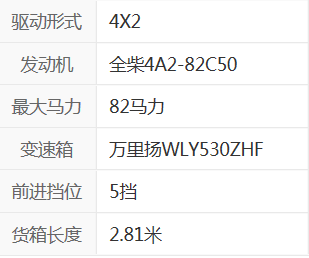 驱动形式 4X2
发动机 全柴4A2-82C50
最大马力 82马力
变速箱 万里扬WLY530ZHF
前进挡位 5挡
货箱长度 2.81米